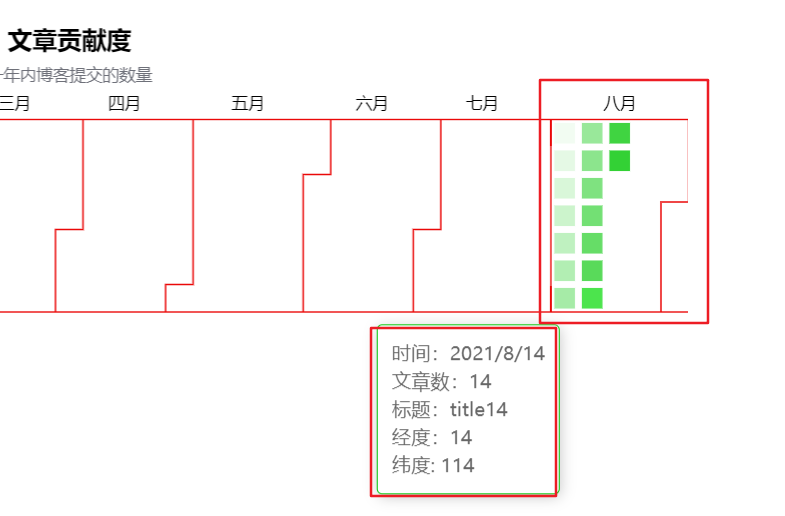 文章贡献度
一年内博客提交的数量
三月 四月 五月 六月 七月 八月
时间：2021/8/14
文章数：14
标题：title14
经度：14
纬度: 114